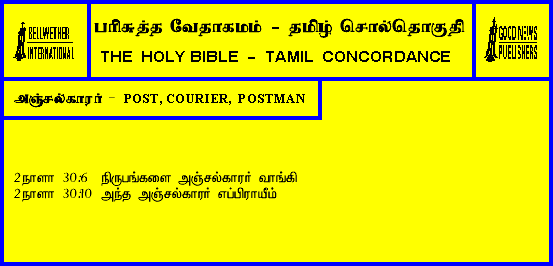 BELLWETHER
INTERNATIONAL
பரிசுத்த வேதாகமம் - தமிழ் சொல்தொகுதி
THE HOLY BIBLE - TAMIL CONCORDANCE
GOOD NEWS
PUBLISHERS
அஞ்சல்காரர் - POST, COURIER, POSTMAN
2நாளா 30:6 நிருபங்களை அஞ்சல்காரர் வாங்கி
2நாளா 30:10 அந்த அஞ்சல்காரர் எப்பிராயீம்